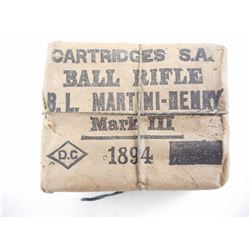 CARTRIDGES S.A.
BALL RIFLE
B.L. MARTINI-HENRY
Mark III
D.C 1894